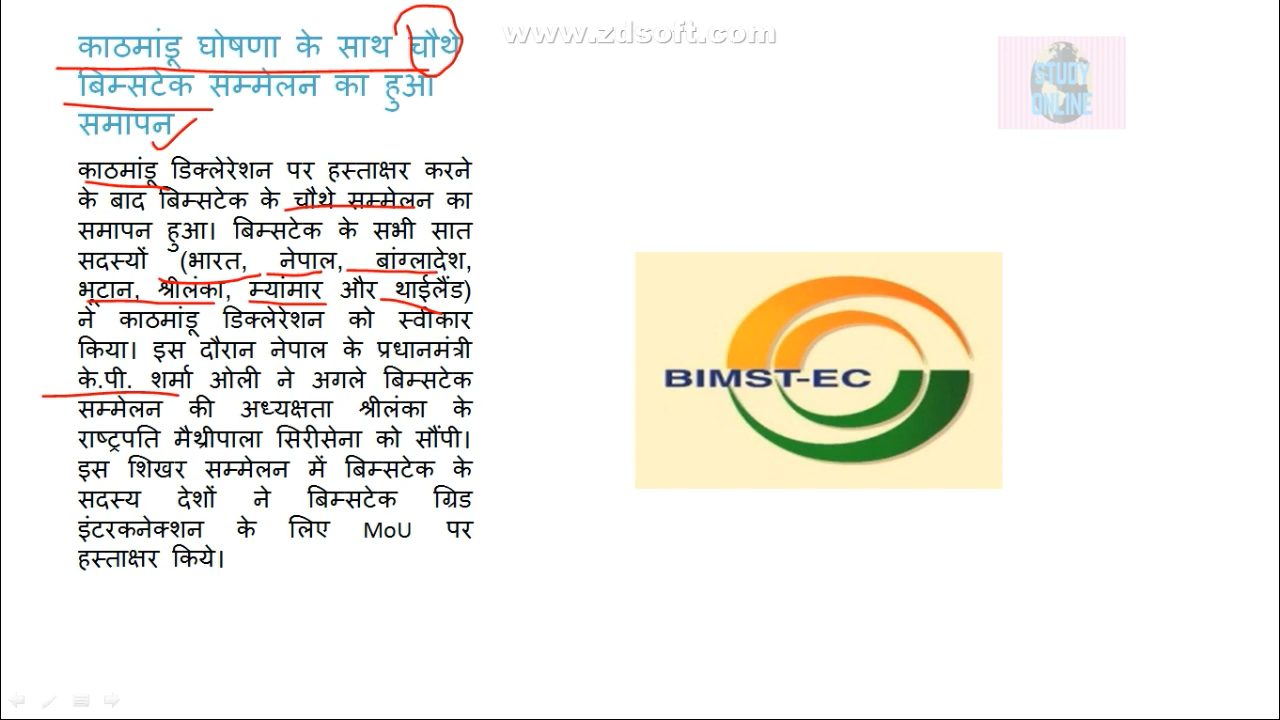 काठमांडू घोषणा के साथ चौथे
बिम्सटेक सम्मेलन का हुआ
समापन
www.zdsoft.com
STUDY
ONLINE
काठमांडू डिक्लेरेशन पर हस्ताक्षर करने
के बाद बिम्सटेक के चौथे सम्मेलन का
समापन हुआ। बिम्सटेक के सभी सात
सदस्यों (भारत, नेपाल, बांग्लादेश,
भूटान, श्रीलंका, म्यांमार और थाईलैंड)
ने काठमांडू डिक्लेरेशन को स्वीकार
किया। इस दौरान नेपाल के प्रधानमंत्री
के.पी. शर्मा ओली ने अगले बिम्सटेक
सम्मेलन की अध्यक्षता श्रीलंका के
राष्ट्रपति मैथ्रीपाला सिरीसेना को सौंपी।
इस शिखर सम्मेलन में बिम्सटेक के
सदस्य देशों ने बिम्सटेक ग्रिड
इंटरकनेक्शन के लिए MoU पर
हस्ताक्षर किये।
BIMST-EC